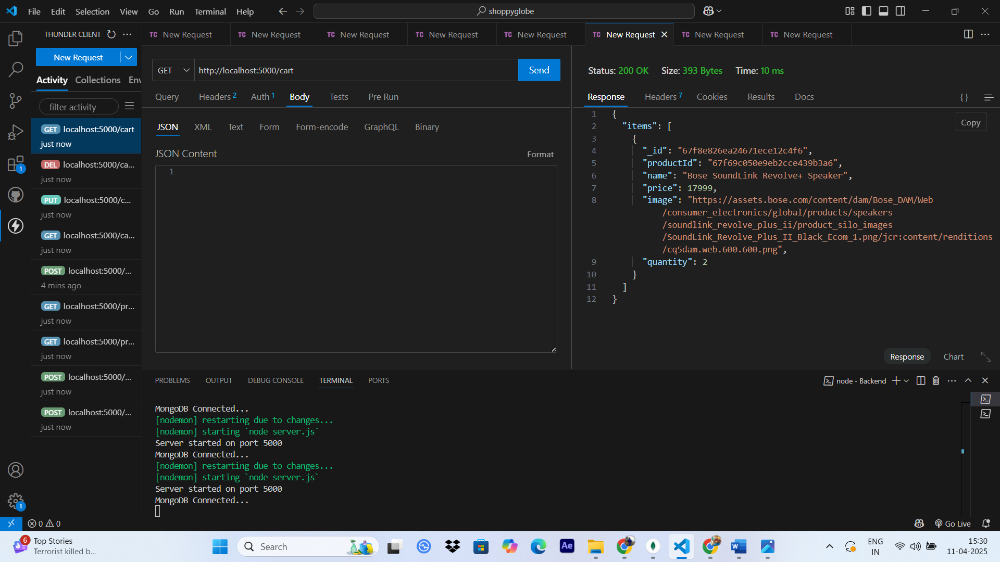 File Edit Selection View Go Run Terminal Help
shoppyglobe
THUNDER CLIENT
New Request
Activity Collections Env
filter activity
GET localhost:5000/cart
just now
DEL localhost:5000/ca...
just now
PUT localhost:5000/c...
just now
GET localhost:5000/ca...
just now
POST localhost:5000/...
4 mins ago
GET localhost:5000/pr...
just now
GET localhost:5000/pr...
just now
POST localhost:5000/...
just now
POST localhost:5000/...
just now
1
1
TC New Request TC New Request TC New Request TC New Request TC New Request TC New Request TC New Request TC New Request
GET http://localhost:5000/cart Send
Query Headers 2 Auth 1 Body Tests Pre Run
JSON XML Text Form Form-encode GraphQL Binary
JSON Content Format
1
Status: 200 OK Size: 393 Bytes Time: 10 ms
Response Headers 7 Cookies Results Docs { }
Copy
1 {
2 "items": [
3 {
4 "_id": "67f8e826ea24671ece12c4f6",
5 "productId": "67f69c050e9eb2cce439b3a6",
6 "name": "Bose SoundLink Revolve+ Speaker",
7 "price": 17999,
8 "image": "https://assets.bose.com/content/dam/Bose_DAM/Web
/consumer_electronics/global/products/speakers
/soundlink_revolve_plus_ii/product_silo_images
/SoundLink_Revolve_Plus_II_Black_Ecom_1.png/jcr:content/renditions
/cq5dam.web.600.600.png",
9 "quantity": 2
10 }
11 ]
12 }
Response Chart
PROBLEMS OUTPUT DEBUG CONSOLE TERMINAL PORTS
node - Backend
MongoDB Connected...
[nodemon] restarting due to changes...
[nodemon] starting `node server.js`
Server started on port 5000
MongoDB Connected...
[nodemon] restarting due to changes...
[nodemon] starting `node server.js`
Server started on port 5000
MongoDB Connected...
0 0
Go Live
6
Top Stories
Terrorist killed b...
Search
Ae
W
ENG
IN
15:30
11-04-2025